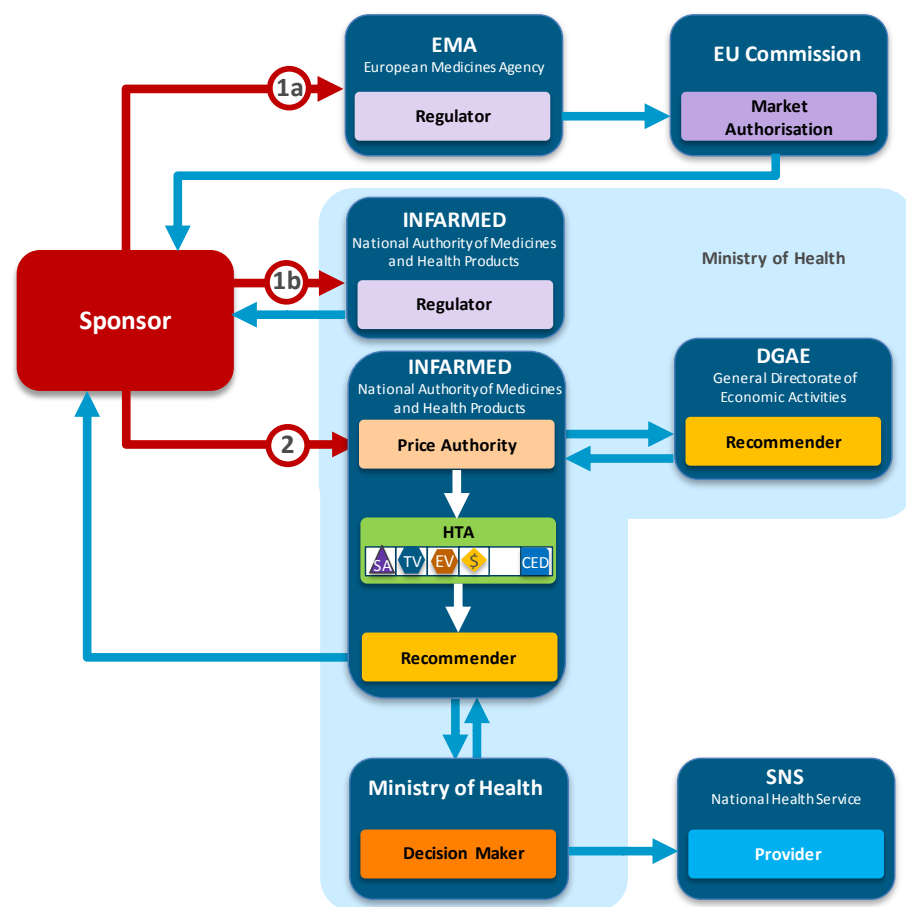 EMA
European Medicines Agency
Regulator
EU Commission
Market
Authorisation
1a
INFARMED
National Authority of Medicines
and Health Products
Regulator
Ministry of Health
1b
Sponsor
INFARMED
National Authority of Medicines
and Health Products
Price Authority
DGAE
General Directorate of
Economic Activities
Recommender
2
HTA
SA TV EV $ CED
Recommender
Ministry of Health
Decision Maker
SNS
National Health Service
Provider